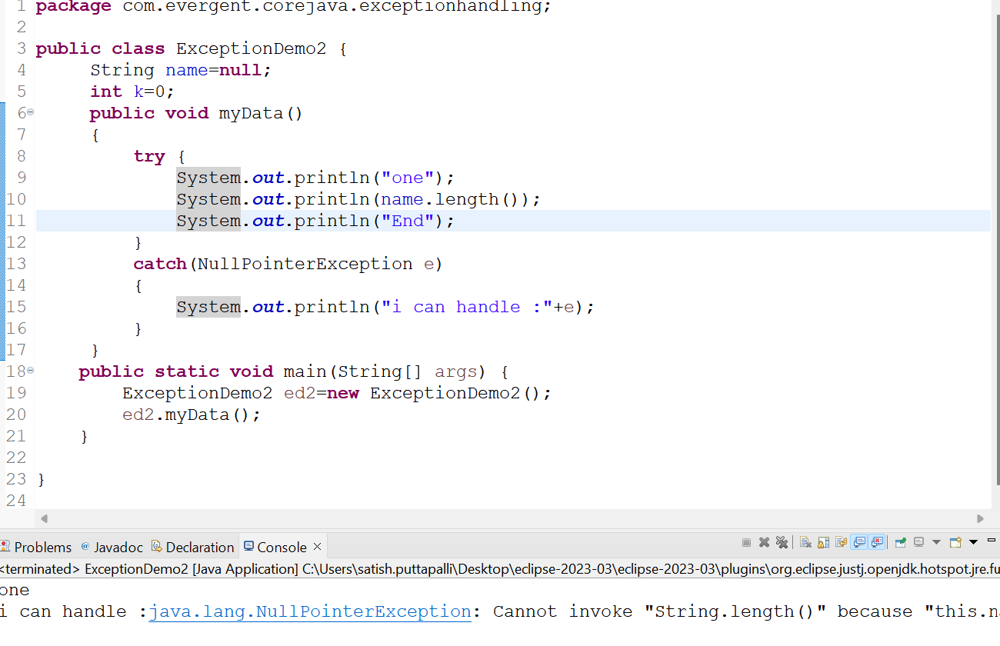 1 package com.evergent.corejava.exceptionhandling;
2
3 public class ExceptionDemo2 {
4 String name=null;
5 int k=0;
6 public void myData()
7 {
8 try {
9 System.out.println("one");
10 System.out.println(name.length());
11 System.out.println("End");
12 }
13 catch(NullPointerException e)
14 {
15 System.out.println("i can handle :"+e);
16 }
17 }
18 public static void main(String[] args) {
19 ExceptionDemo2 ed2=new ExceptionDemo2();
20 ed2.myData();
21 }
22
23 }
24
Problems @ Javadoc Declaration Console
<terminated> ExceptionDemo2 [Java Application] C:\Users\satish.puttapalli\Desktop\eclipse-2023-03\eclipse-2023-03\plugins\org.eclipse.justj.openjdk.hotspot.jre.fu
one
i can handle :java.lang.NullPointerException: Cannot invoke "String.length()" because "this.n